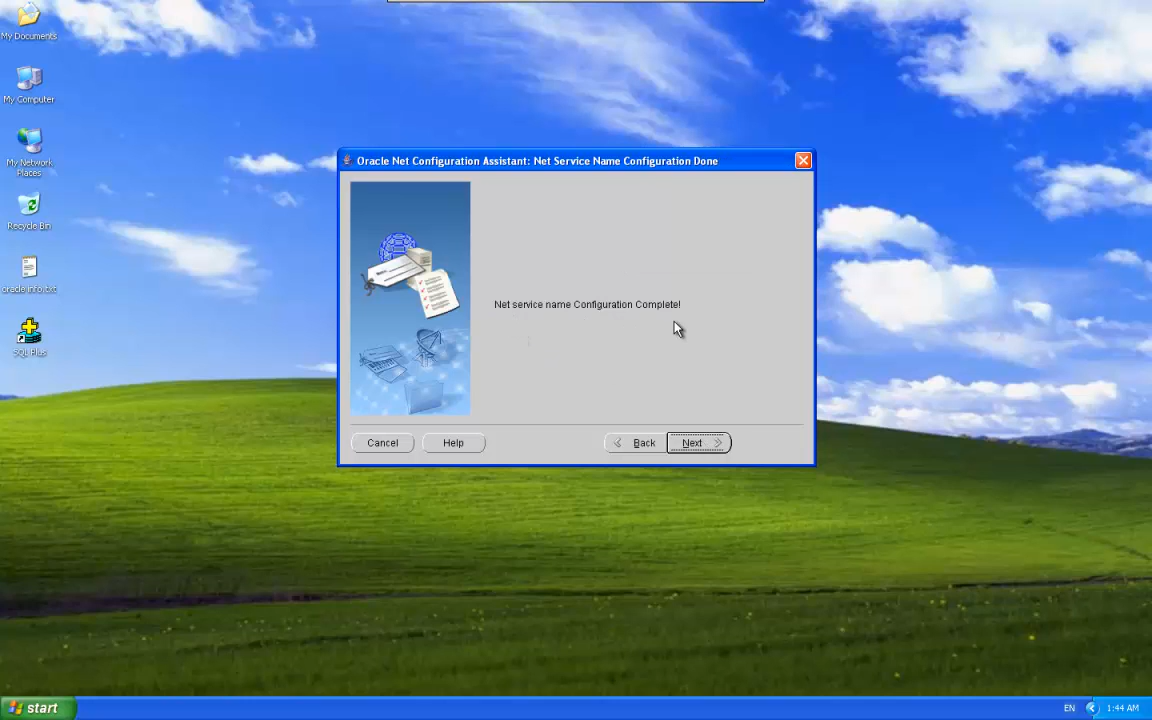 My Documents
My Computer
My Network
Places
Recycle Bin
oracle info.txt
SQL Plus
Oracle Net Configuration Assistant: Net Service Name Configuration Done
Net service name Configuration Complete!
Cancel
Help
Back
Next
start
EN
1:44 AM